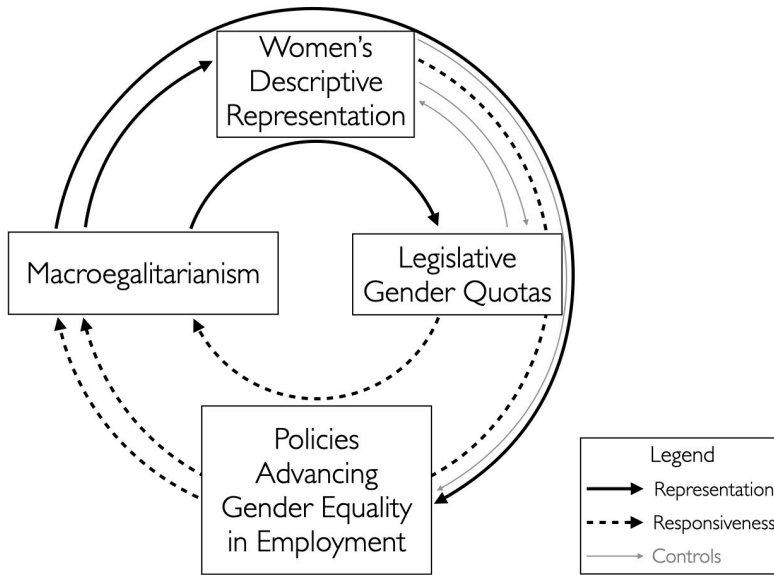 Women's
Descriptive
Representation
Macroegalitarianism
Legislative
Gender Quotas
Policies
Advancing
Gender Equality
in Employment
Legend
Representation
Responsiveness
Controls